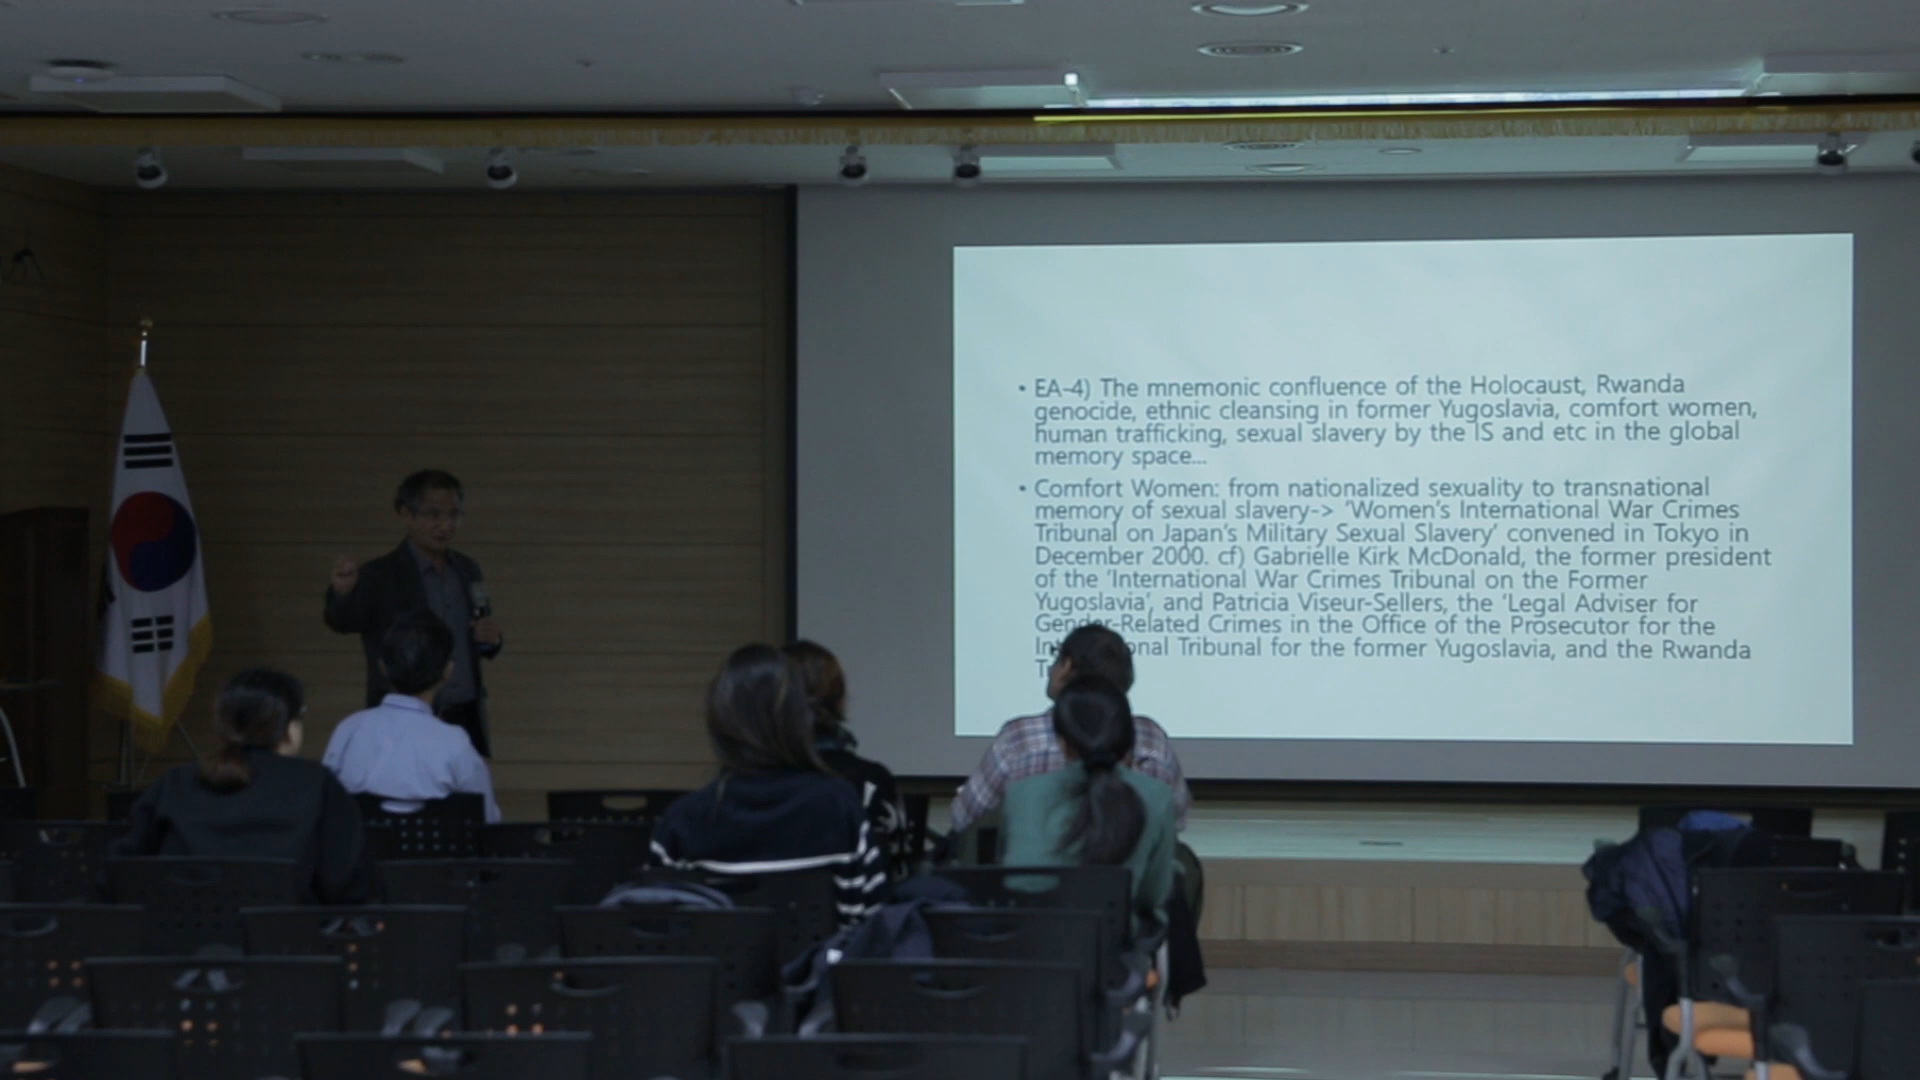 • EA-4) The mnemonic confluence of the Holocaust, Rwanda
genocide, ethnic cleansing in former Yugoslavia, comfort women,
human trafficking, sexual slavery by the IS and etc in the global
memory space...
• Comfort Women: from nationalized sexuality to transnational
memory of sexual slavery-> 'Women's International War Crimes
Tribunal on Japan's Military Sexual Slavery' convened in Tokyo in
December 2000. cf) Gabrielle Kirk McDonald, the former president
of the 'International War Crimes Tribunal on the Former
Yugoslavia', and Patricia Viseur-Sellers, the 'Legal Adviser for
Gender-Related Crimes in the Office of the Prosecutor for the
Tribunal for the former Yugoslavia, and the Rwanda